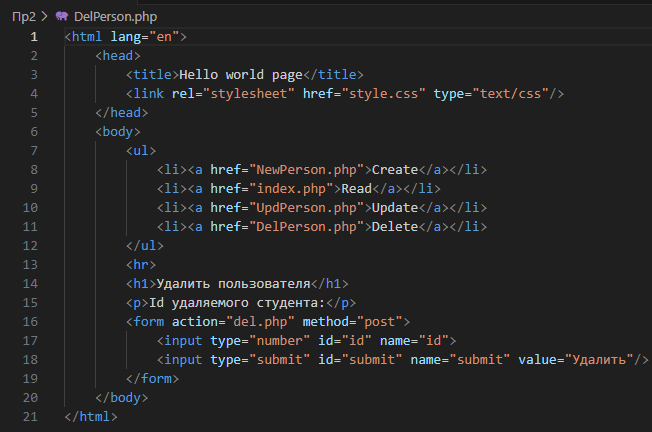 Пр2 > DelPerson.php
1 <html lang="en">
2     <head>
3         <title>Hello world page</title>
4         <link rel="stylesheet" href="style.css" type="text/css"/>
5     </head>
6     <body>
7         <ul>
8             <li><a href="NewPerson.php">Create</a></li>
9             <li><a href="index.php">Read</a></li>
10             <li><a href="UpdPerson.php">Update</a></li>
11             <li><a href="DelPerson.php">Delete</a></li>
12         </ul>
13         <hr>
14         <h1>Удалить пользователя</h1>
15         <p>Id удаляемого студента:</p>
16         <form action="del.php" method="post">
17             <input type="number" id="id" name="id">
18             <input type="submit" id="submit" name="submit" value="Удалить"/>
19         </form>
20     </body>
21 </html>